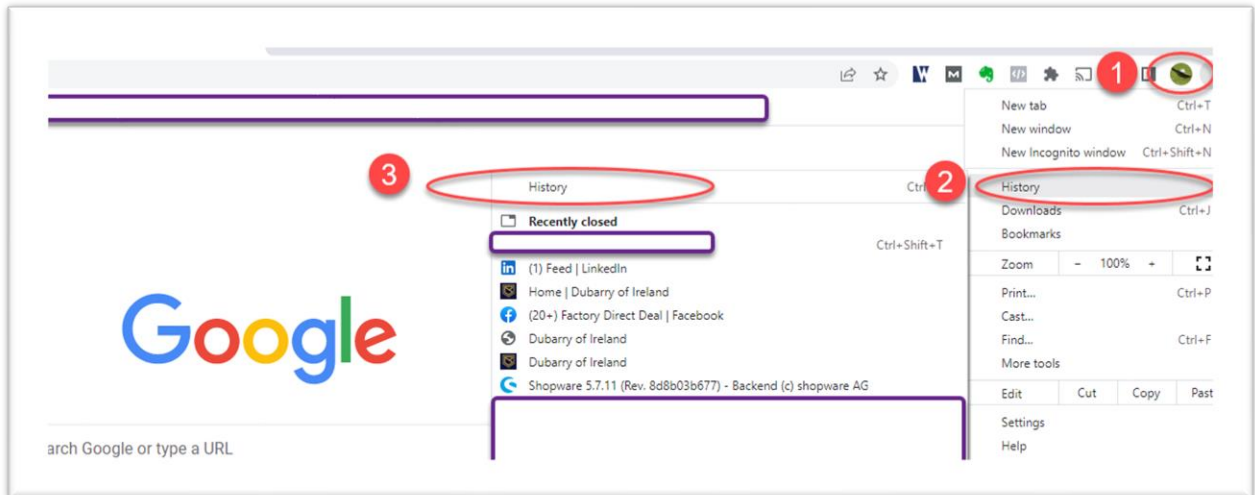 1
New tab Ctrl+T
New window Ctrl+N
New Incognito window Ctrl+Shift+N
3
History
2
History
Recently closed
Ctrl+Shift+T
Downloads Ctrl+J
Bookmarks
(1) Feed | LinkedIn
Zoom - 100% +
Home | Dubarry of Ireland
Print... Ctrl+P
(20+) Factory Direct Deal | Facebook
Cast...
Dubarry of Ireland
Find... Ctrl+F
Dubarry of Ireland
More tools
Shopware 5.7.11 (Rev. 8d8b03b677) - Backend (c) shopware AG
Edit Cut Copy
Google
Settings
arch Google or type a URL
Help